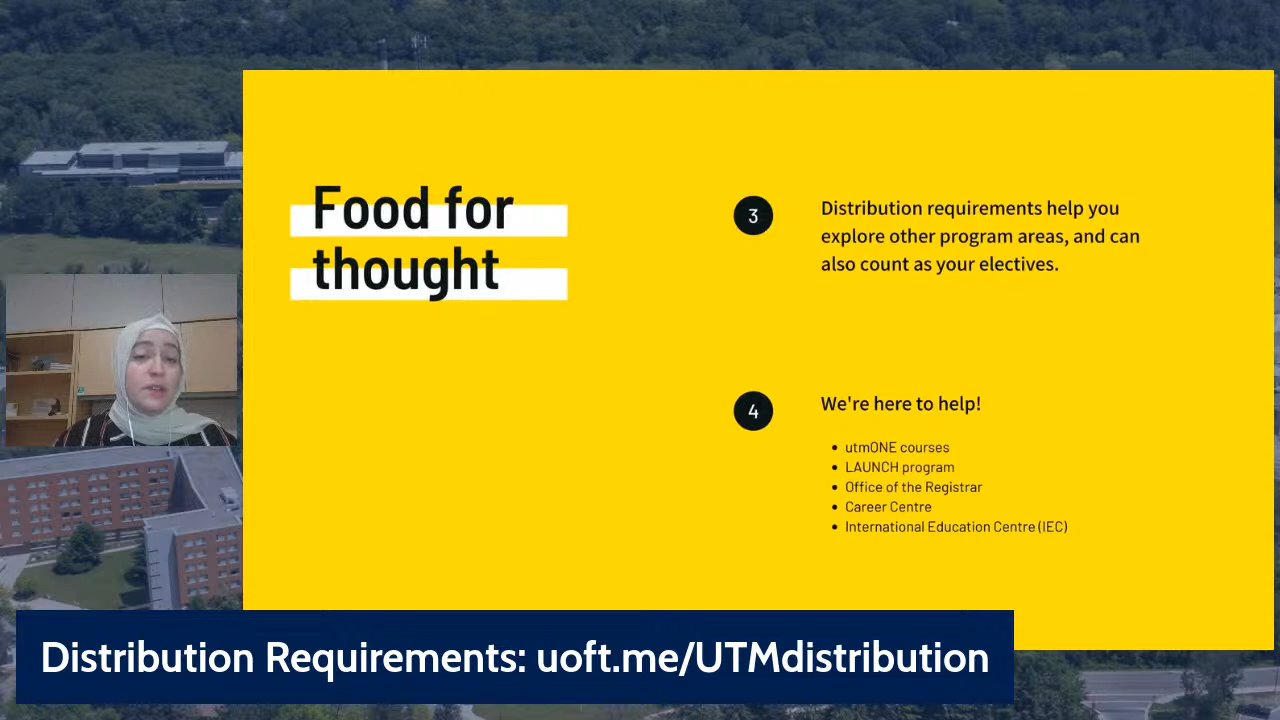 Food for
thought
3
Distribution requirements help you
explore other program areas, and can
also count as your electives.
4
We're here to help!
• utmONE courses
• LAUNCH program
• Office of the Registrar
• Career Centre
• International Education Centre (IEC)
Distribution Requirements: uoft.me/UTMdistribution